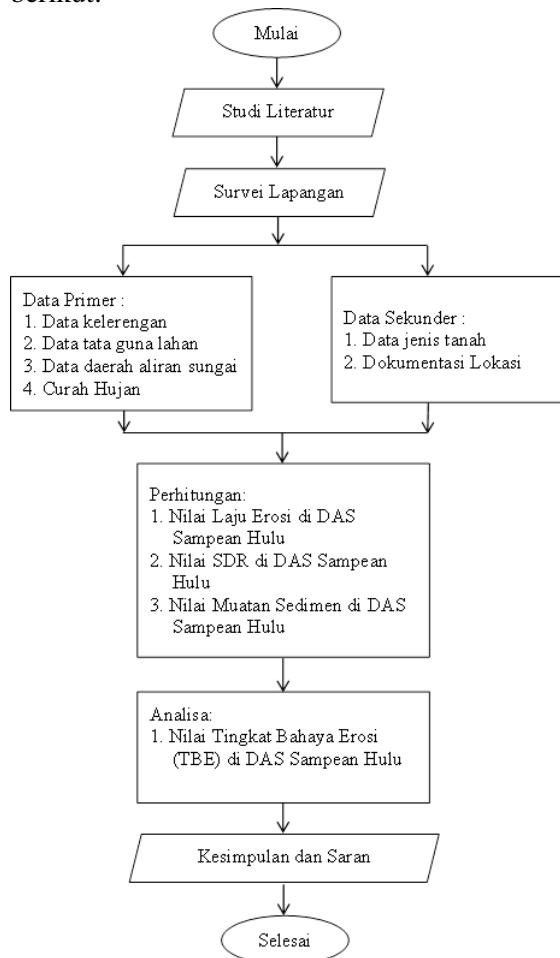 berikut:
Mulai
Studi Literatur
Survei Lapangan
Data Primer :
1. Data kelerengan
2. Data tata guna lahan
3. Data daerah aliran sungai
4. Curah Hujan
Data Sekunder :
1. Data jenis tanah
2. Dokumentasi Lokasi
Perhitungan:
1. Nilai Laju Erosi di DAS
Sampean Hulu
2. Nilai SDR di DAS Sampean
Hulu
3. Nilai Muatan Sedimen di DAS
Sampean Hulu
Analisa:
1. Nilai Tingkat Bahaya Erosi
(TBE) di DAS Sampean Hulu
Kesimpulan dan Saran
Selesai